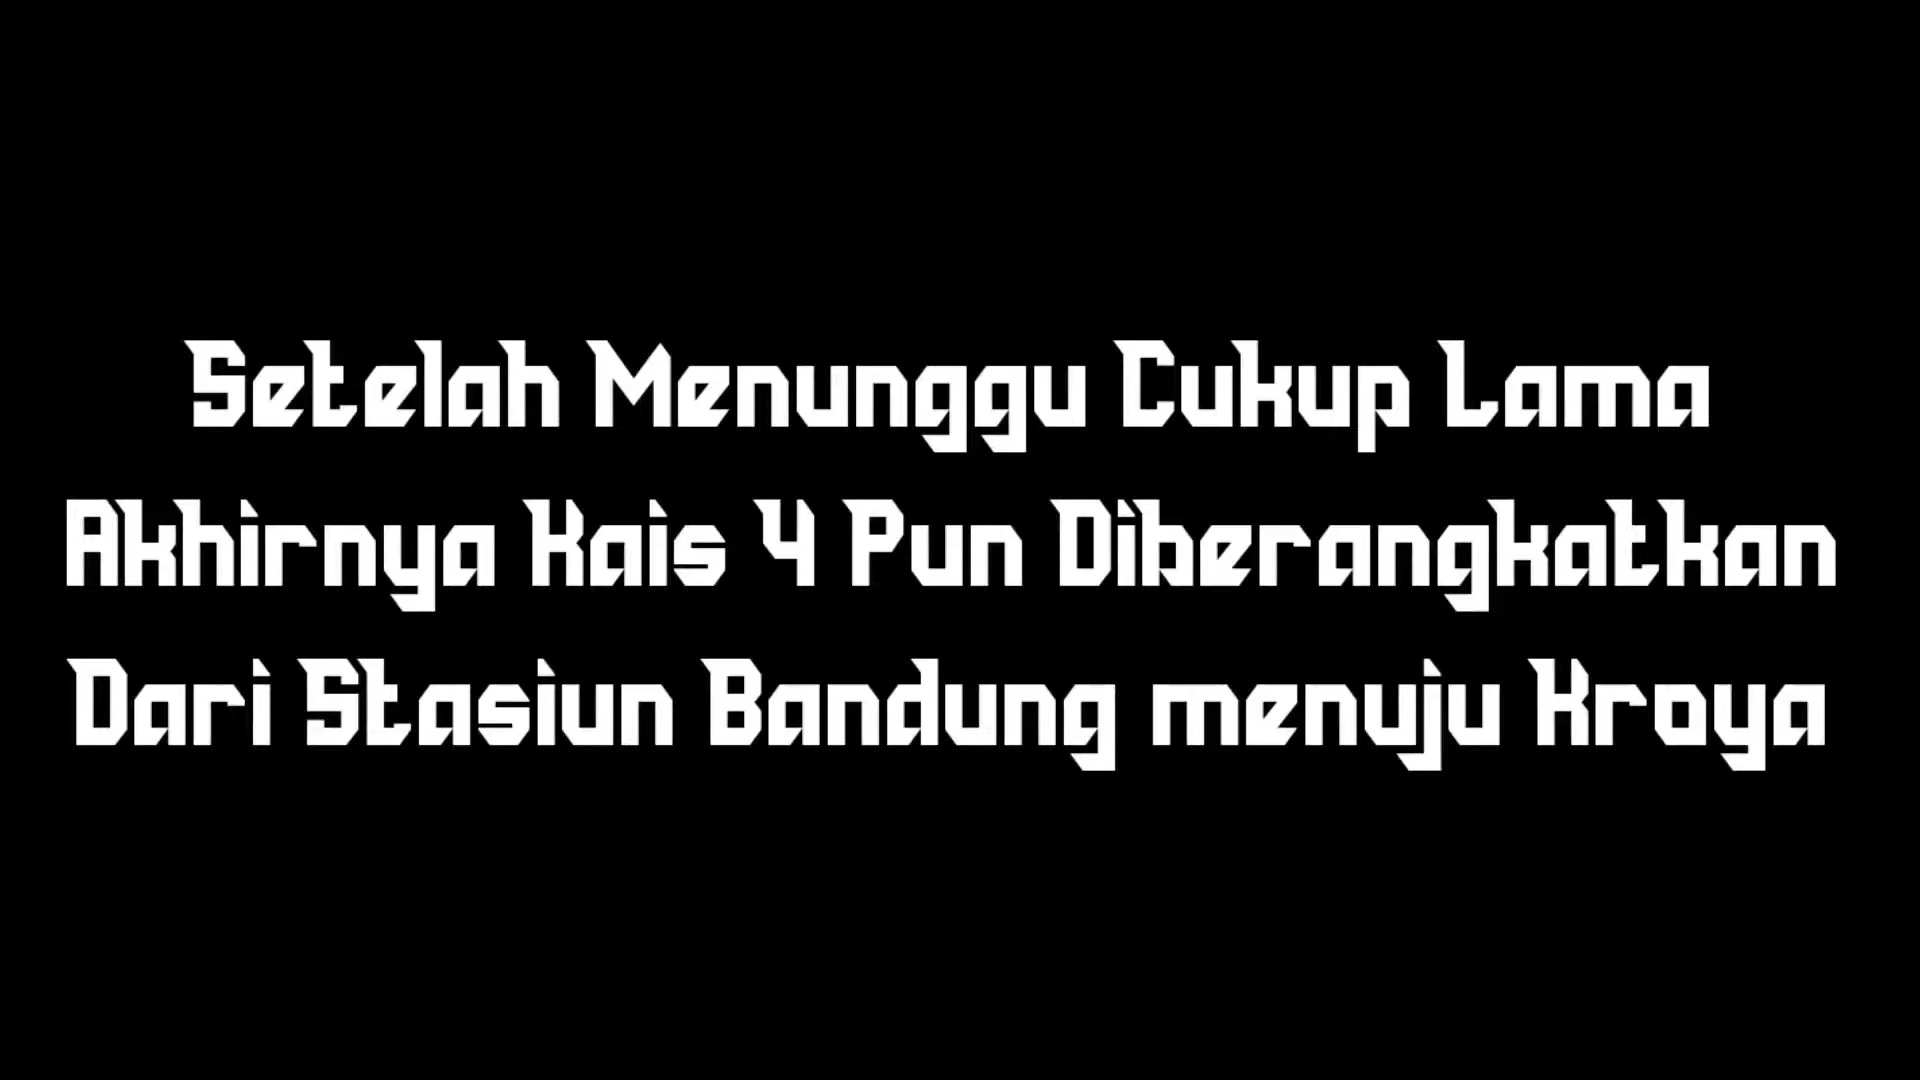 Setelah Menunggu Cukup Lama
Akhirnya Kais 4 Pun Diberangkatkan
Dari Stasiun Bandung menuju Kroya